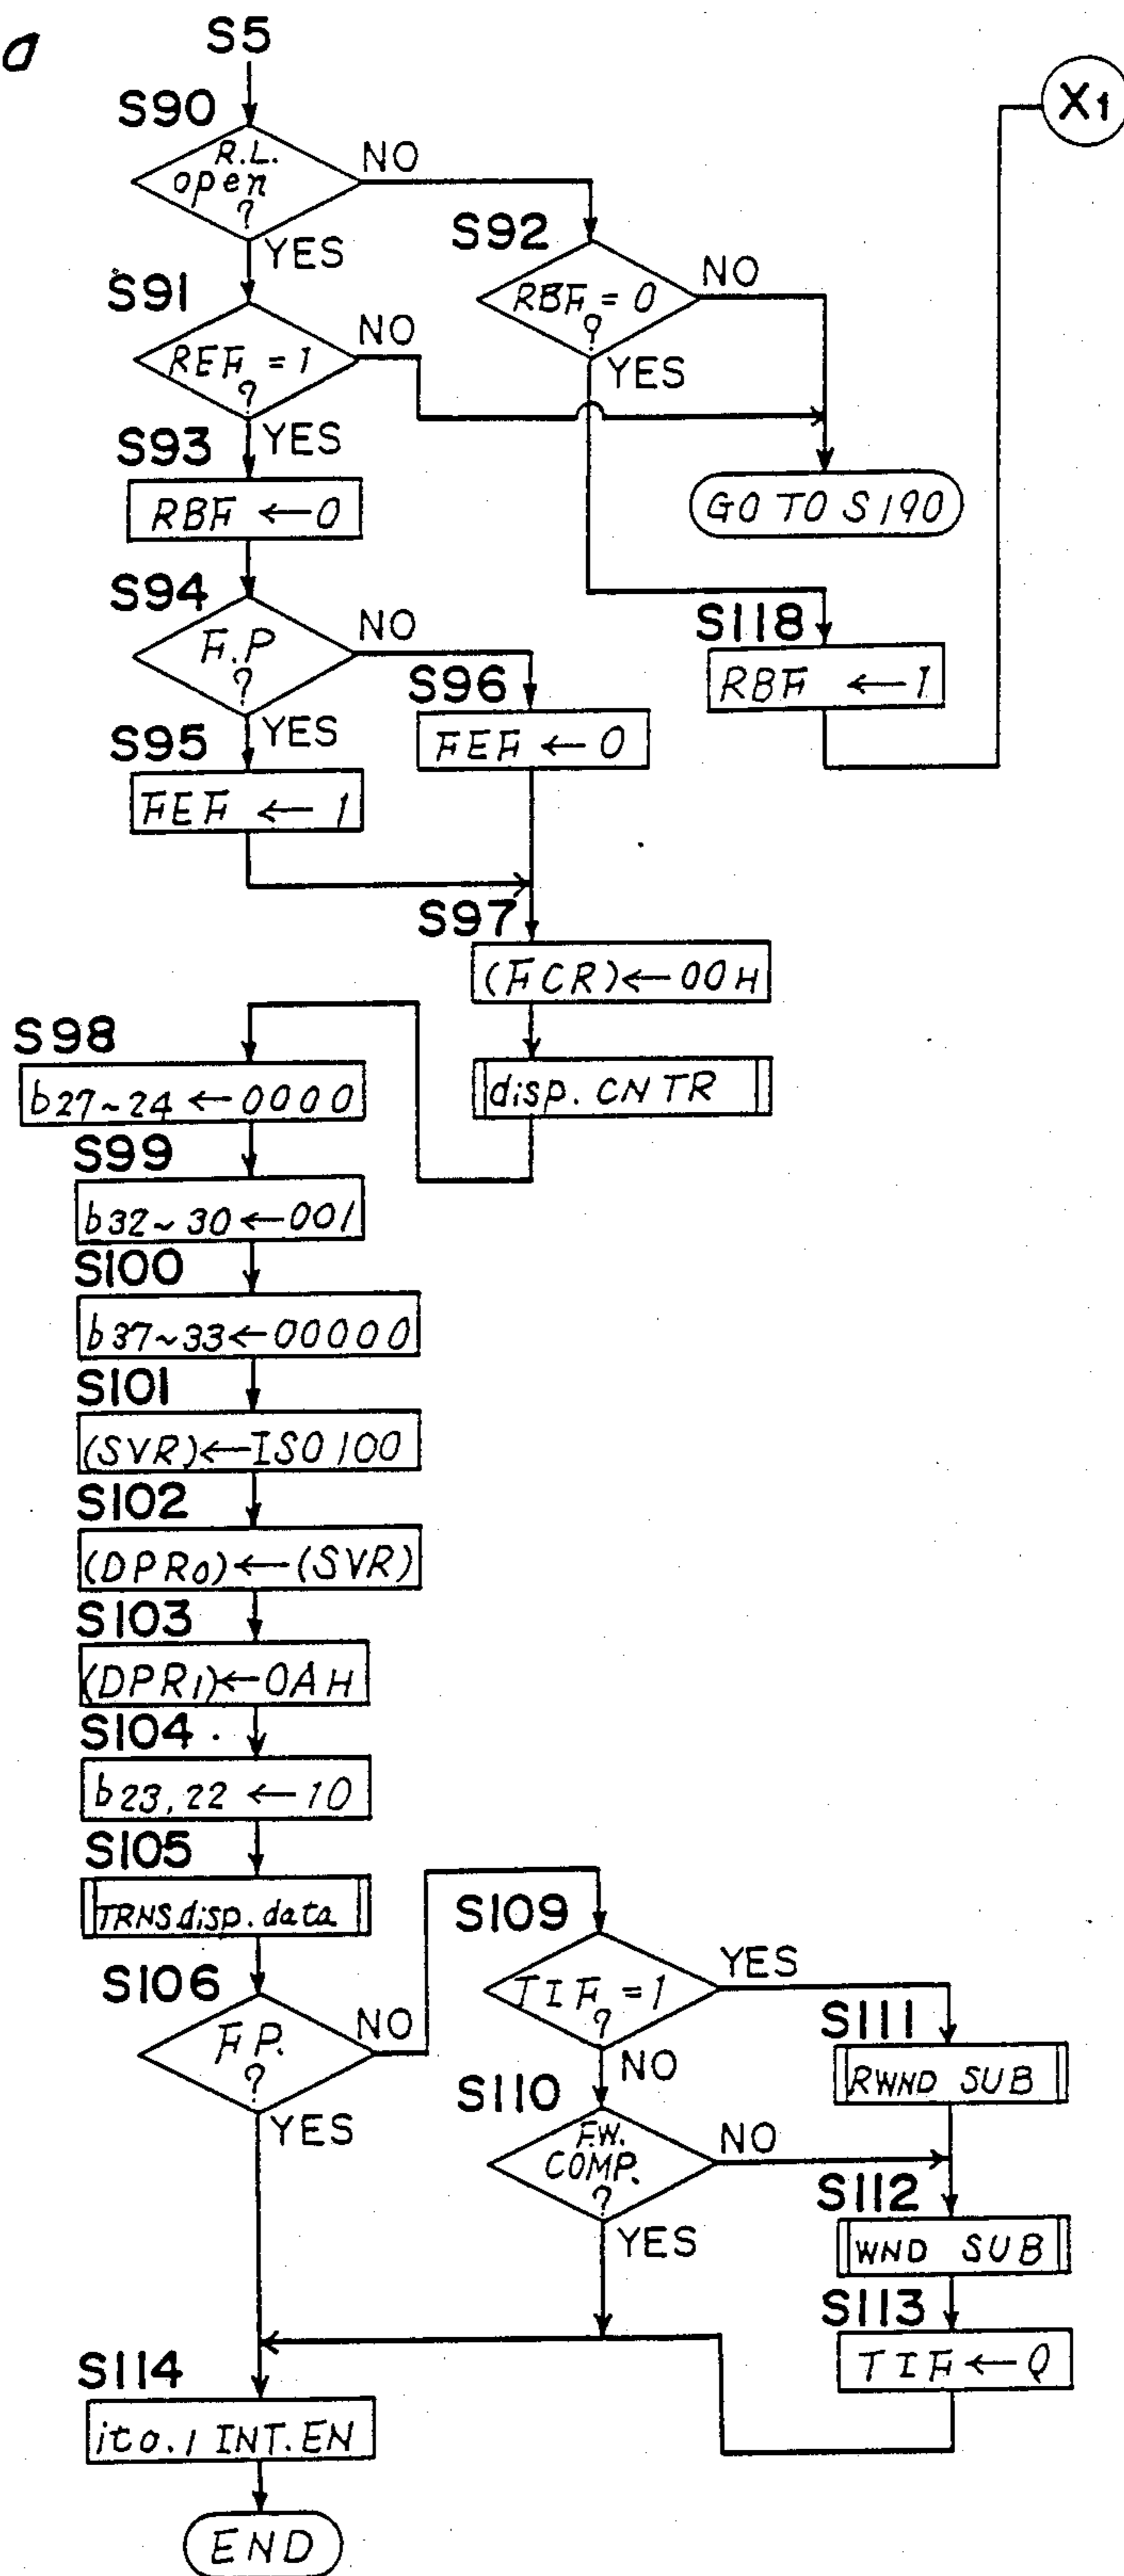 a
S5
X1
S90
R.L.
open
?
NO
YES
S92
RBF = 0
?
NO
YES
S91
REF = 1
?
NO
YES
GO TO S190
S93
RBF ← 0
S94
F.P
?
NO
YES
S118
RBF ← 1
S96
FEF ← 0
S95
FEF ← 1
S97
(FCR) ← 00H
disp. CNTR
S98
b27~24 ← 0000
S99
b32~30 ← 001
S100
b37~33 ← 00000
S101
(SVR) ← ISO 100
S102
(DPR0) ← (SVR)
S103
(DPR1) ← 0AH
S104
b23,22 ← 10
S105
TRNS.disp.data
S106
F.P.
?
NO
YES
S109
TIF = 1
?
YES
NO
S111
RWND SUB
S110
F.W.
COMP.
?
NO
YES
S112
WND SUB
S113
TIF ← 0
S114
ito.1 INT.EN
END